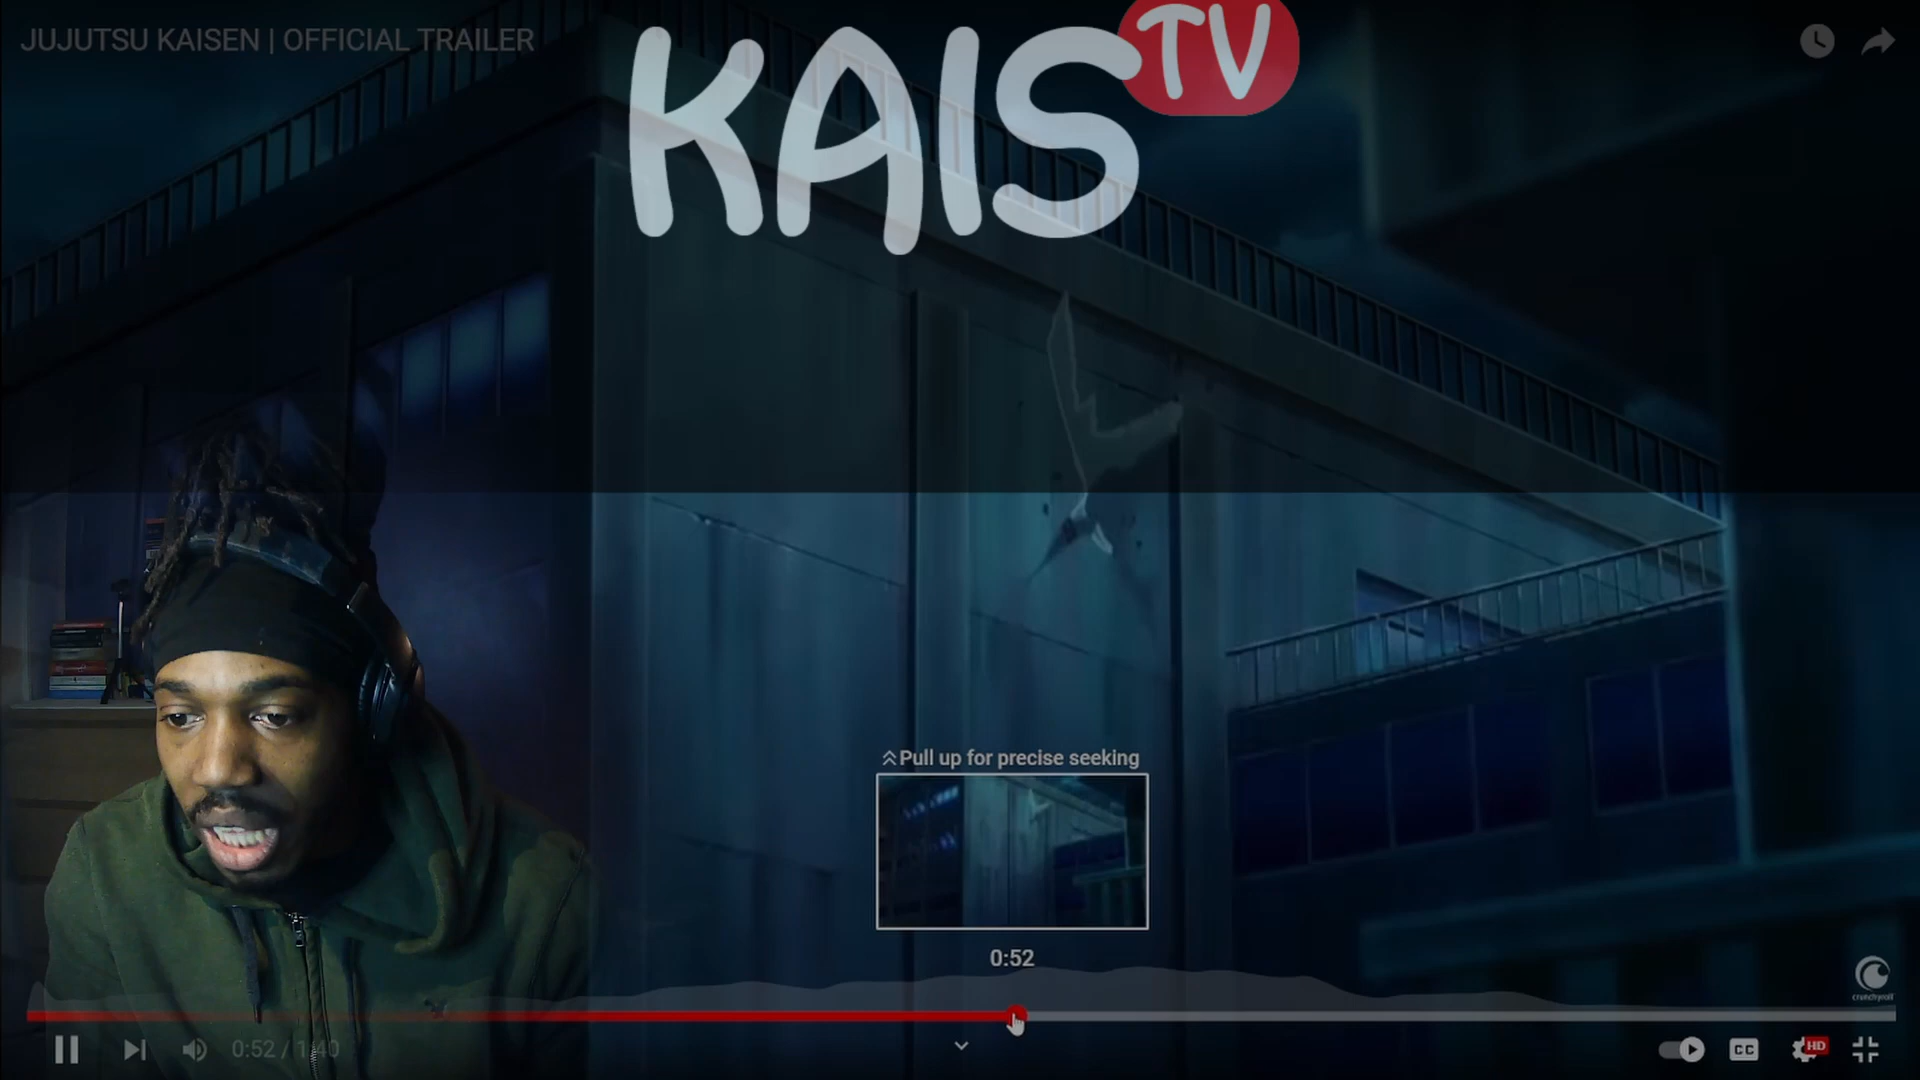 JUJUTSU KAISEN | OFFICIAL TRAILER
KAIS TV
Pull up for precise seeking
0:52
crunchyroll
0:52 / 1:40
CC
HD